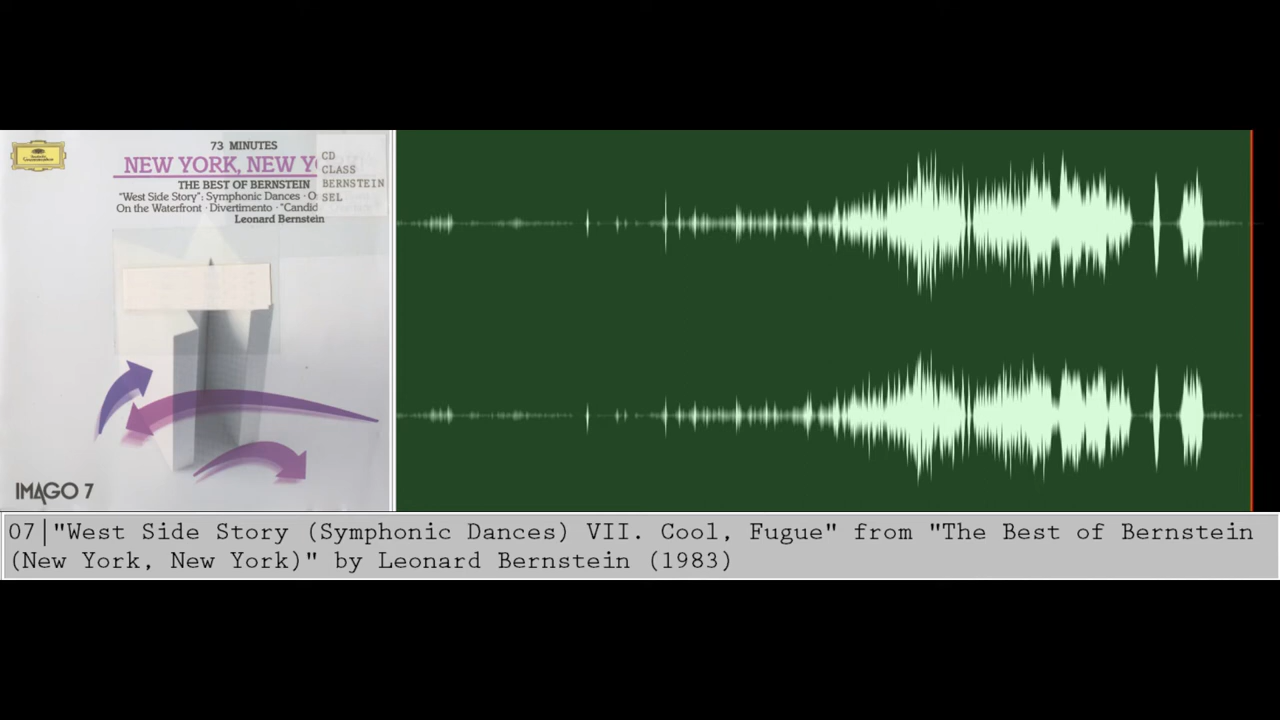 73 MINUTES
NEW YORK, NEW Y
CD
CLASS
BERNSTEIN
SEL
THE BEST OF BERNSTEIN
"West Side Story": Symphonic Dances · O
On the Waterfront · Divertimento · "Candid
Leonard Bernstein
IMAGO 7
07|"West Side Story (Symphonic Dances) VII. Cool, Fugue" from "The Best of Bernstein
(New York, New York)" by Leonard Bernstein (1983)